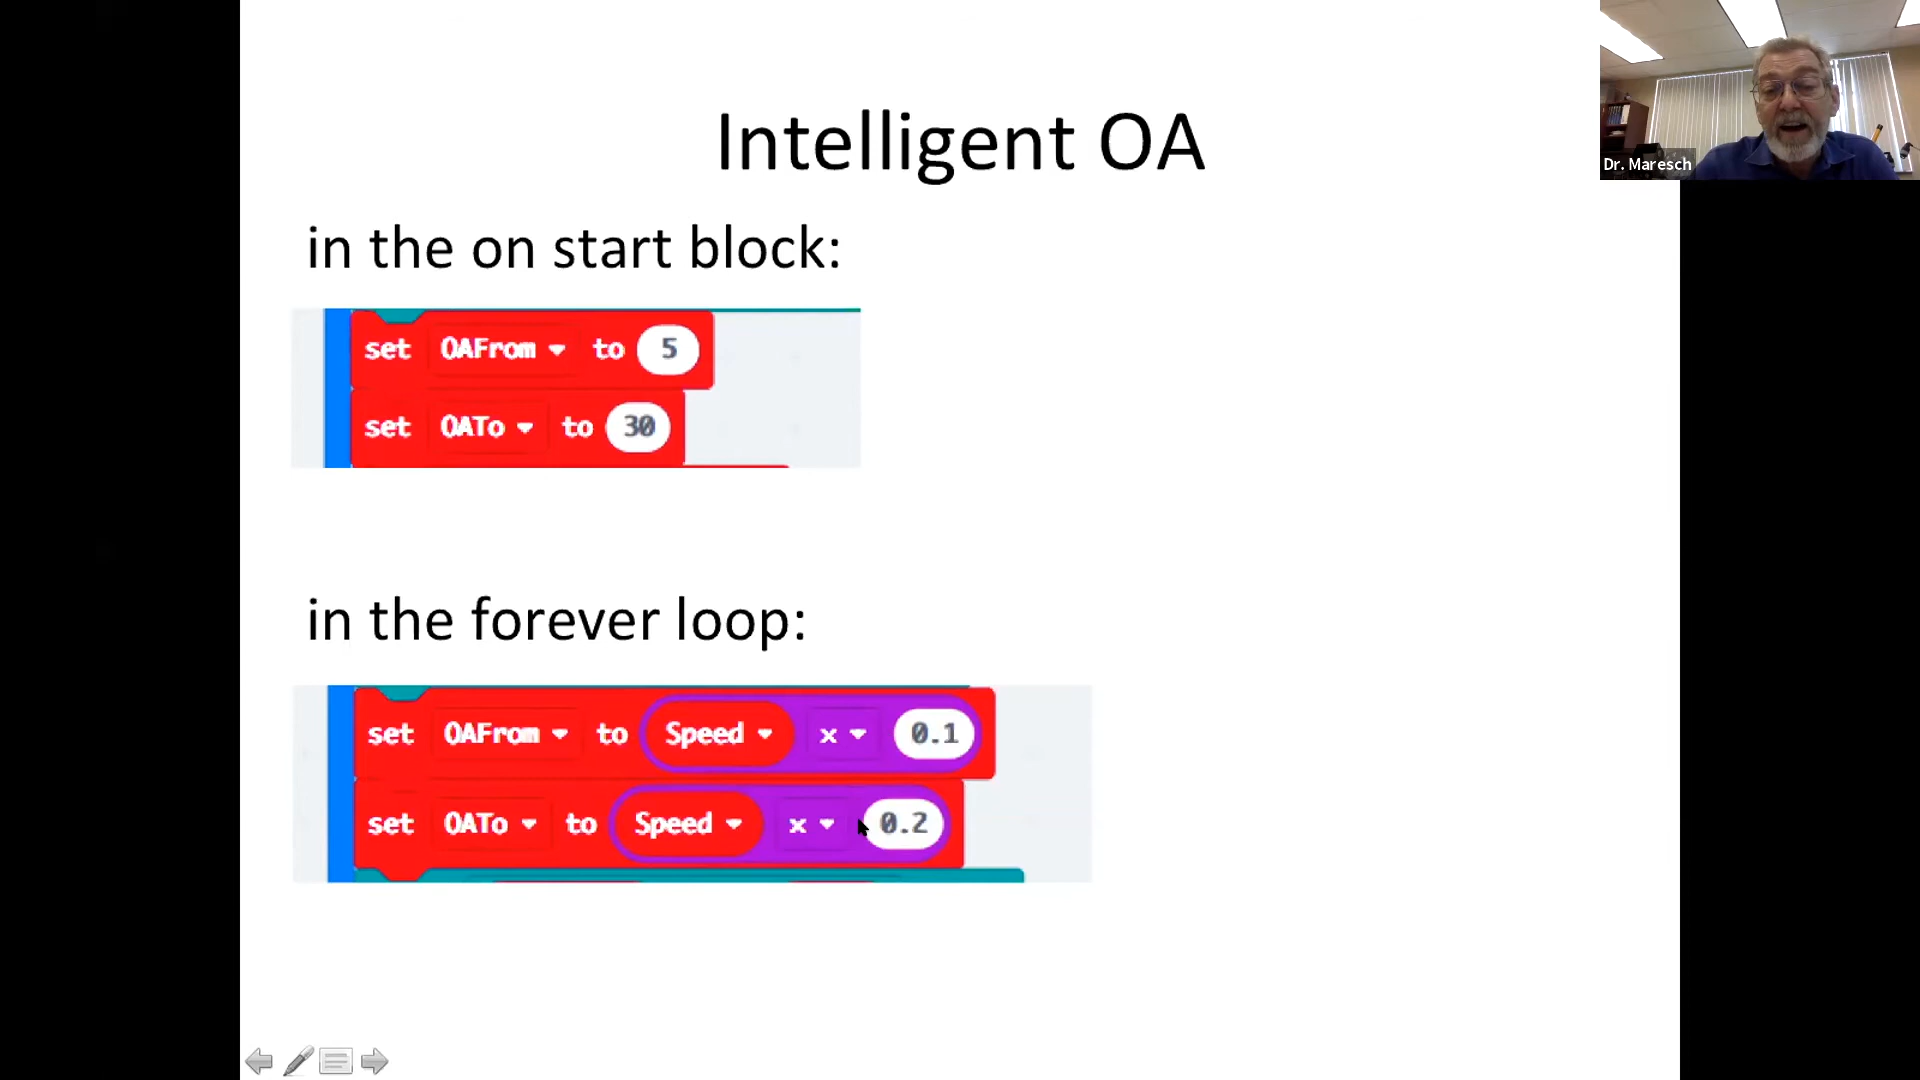 Intelligent OA
Dr. Maresch
in the on start block:
set OAFrom to 5
set OATo to 30
in the forever loop:
set OAFrom to Speed x 0.1
set OATo to Speed x 0.2